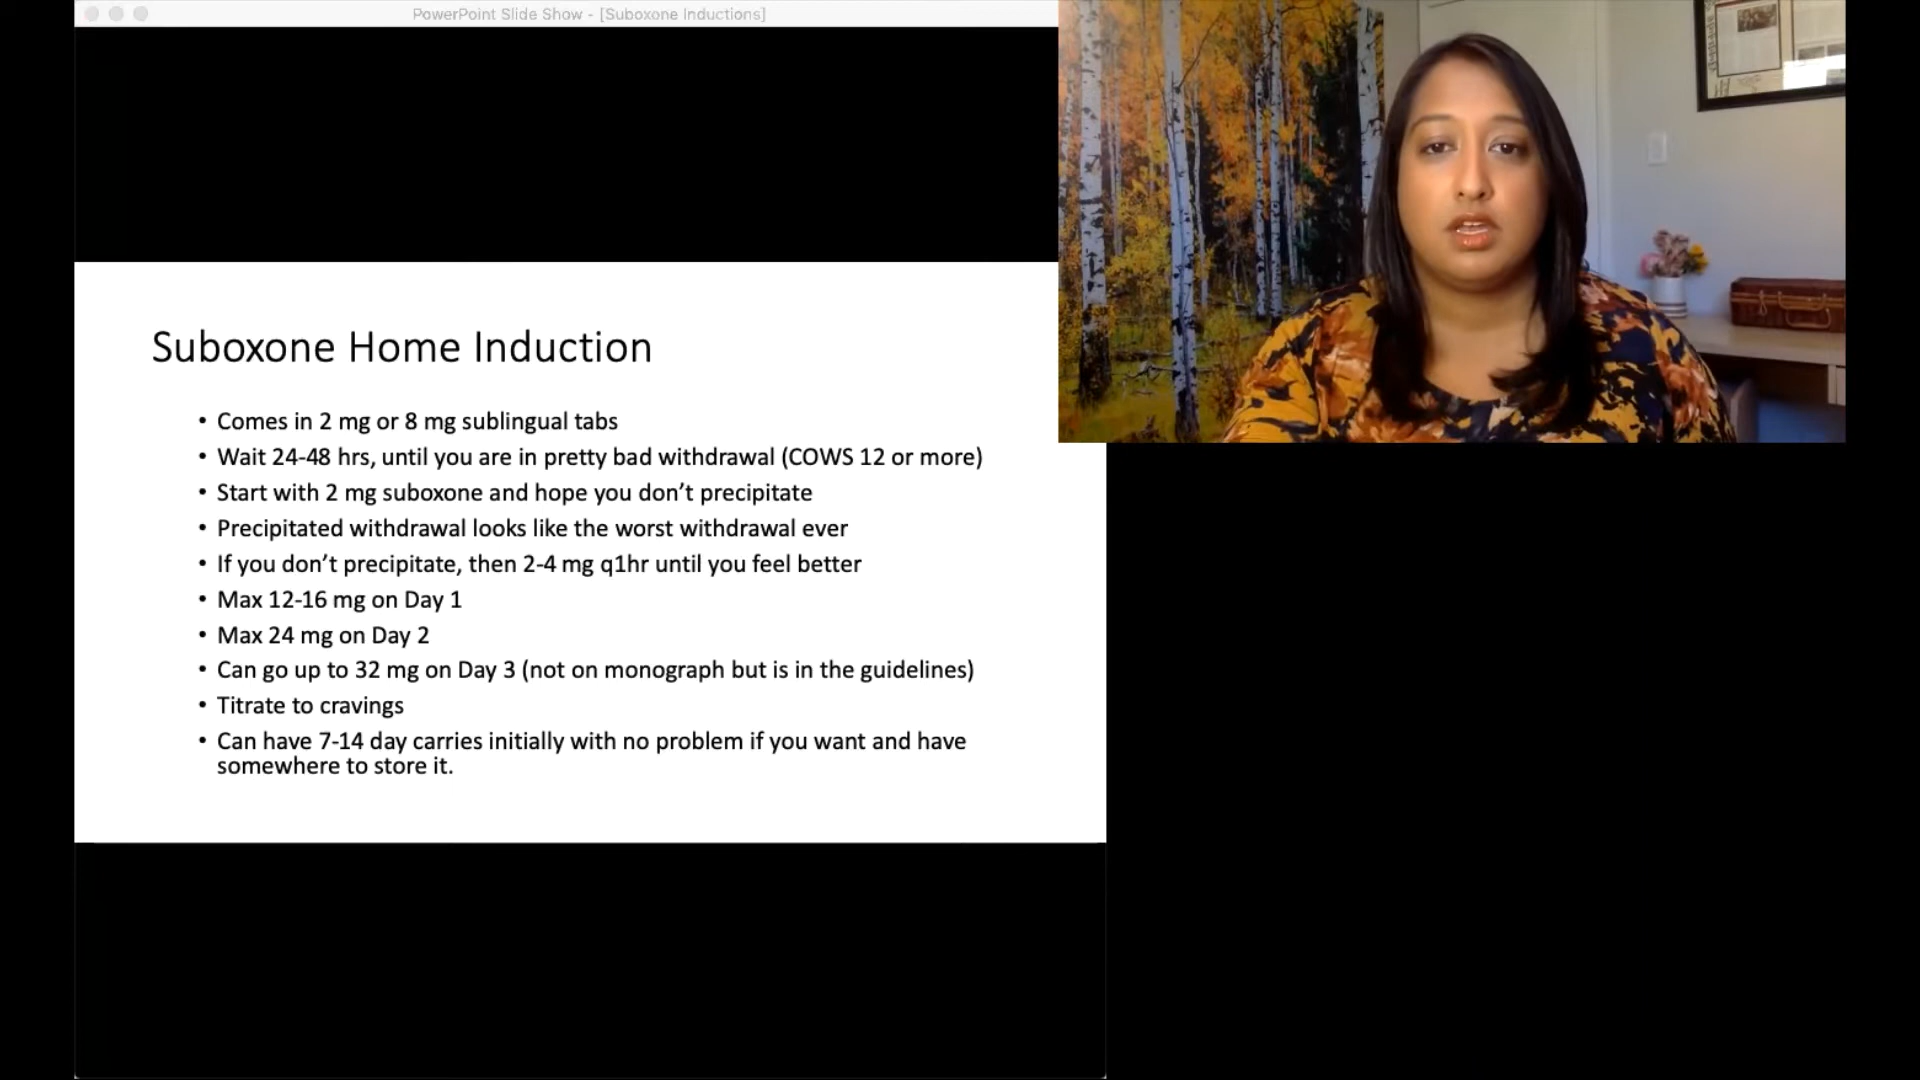 PowerPoint Slide Show - [Suboxone Inductions]
Suboxone Home Induction
• Comes in 2 mg or 8 mg sublingual tabs
• Wait 24-48 hrs, until you are in pretty bad withdrawal (COWS 12 or more)
• Start with 2 mg suboxone and hope you don’t precipitate
• Precipitated withdrawal looks like the worst withdrawal ever
• If you don’t precipitate, then 2-4 mg q1hr until you feel better
• Max 12-16 mg on Day 1
• Max 24 mg on Day 2
• Can go up to 32 mg on Day 3 (not on monograph but is in the guidelines)
• Titrate to cravings
• Can have 7-14 day carries initially with no problem if you want and have
somewhere to store it.